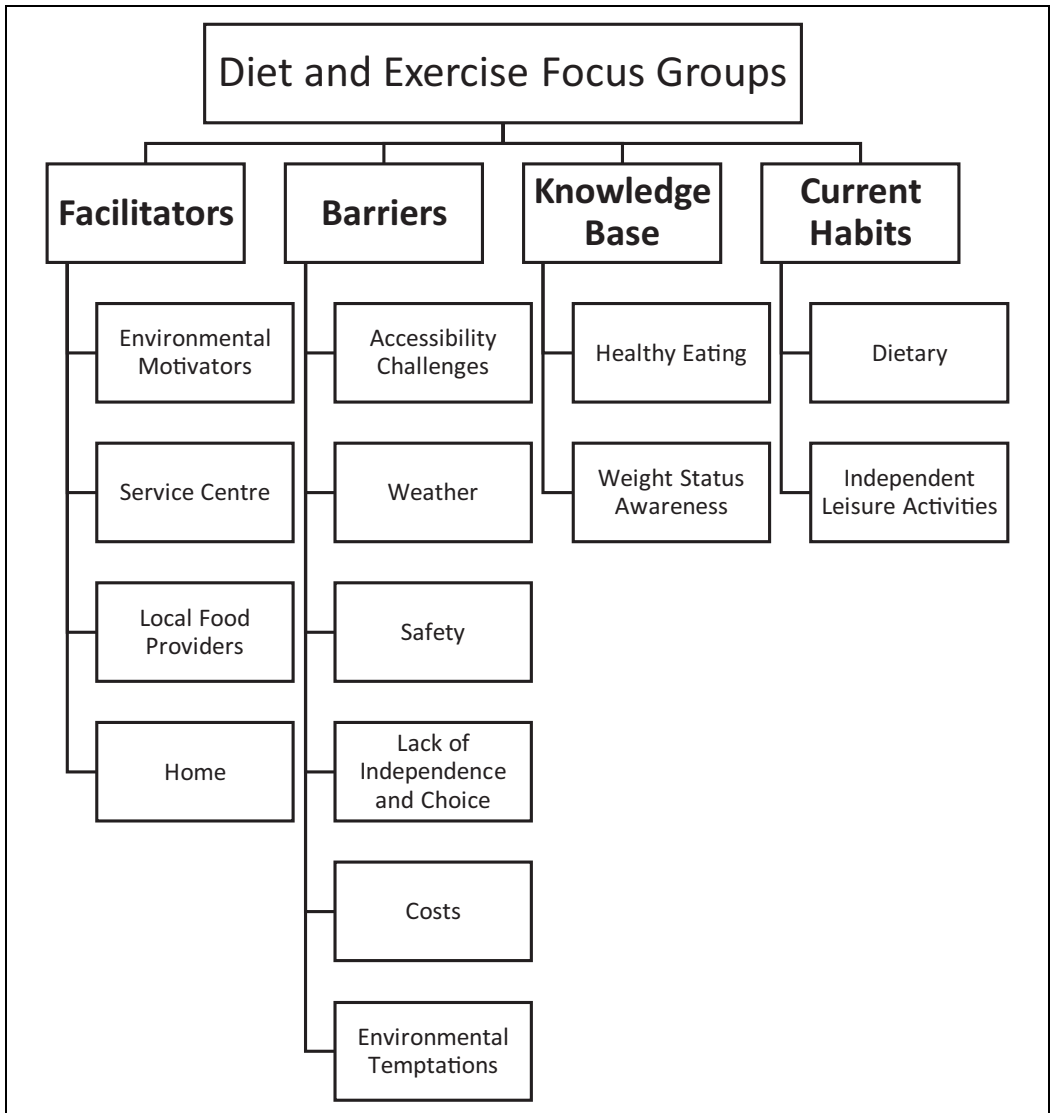 Diet and Exercise Focus Groups
Facilitators
Environmental
Motivators
Service Centre
Local Food
Providers
Home
Barriers
Accessibility
Challenges
Weather
Safety
Lack of
Independence
and Choice
Costs
Environmental
Temptations
Knowledge
Base
Healthy Eating
Weight Status
Awareness
Current
Habits
Dietary
Independent
Leisure Activities